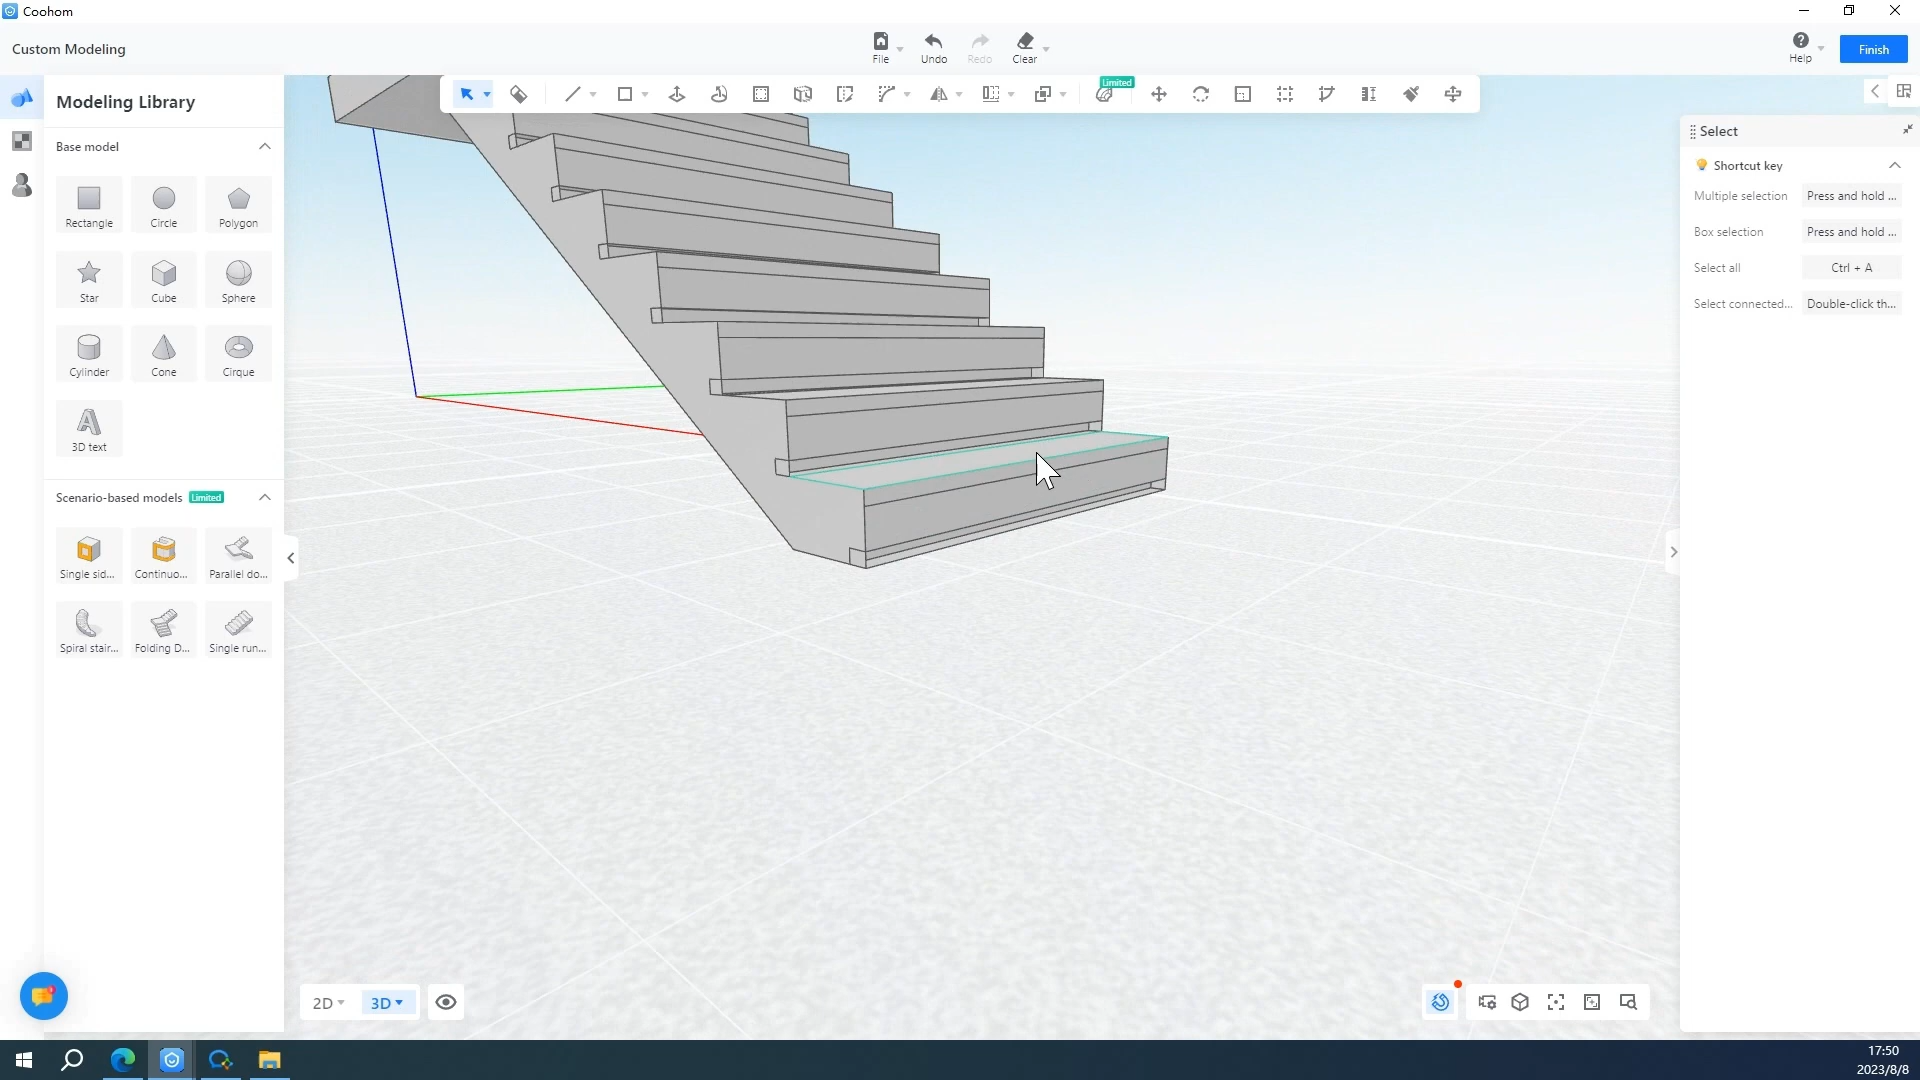 Coohom
Custom Modeling
File
Undo
Redo
Clear
Help
Finish
Modeling Library
Limited
Select
Base model
Shortcut key
Multiple selection
Press and hold ...
Rectangle
Circle
Polygon
Box selection
Press and hold ...
Select all
Ctrl + A
Star
Cube
Sphere
Select connected...
Double-click th...
Cylinder
Cone
Cirque
3D text
Scenario-based models Limited
Single sid...
Continuo...
Parallel do...
Spiral stair...
Folding D...
Single run...
2D
3D
17:50
2023/8/8